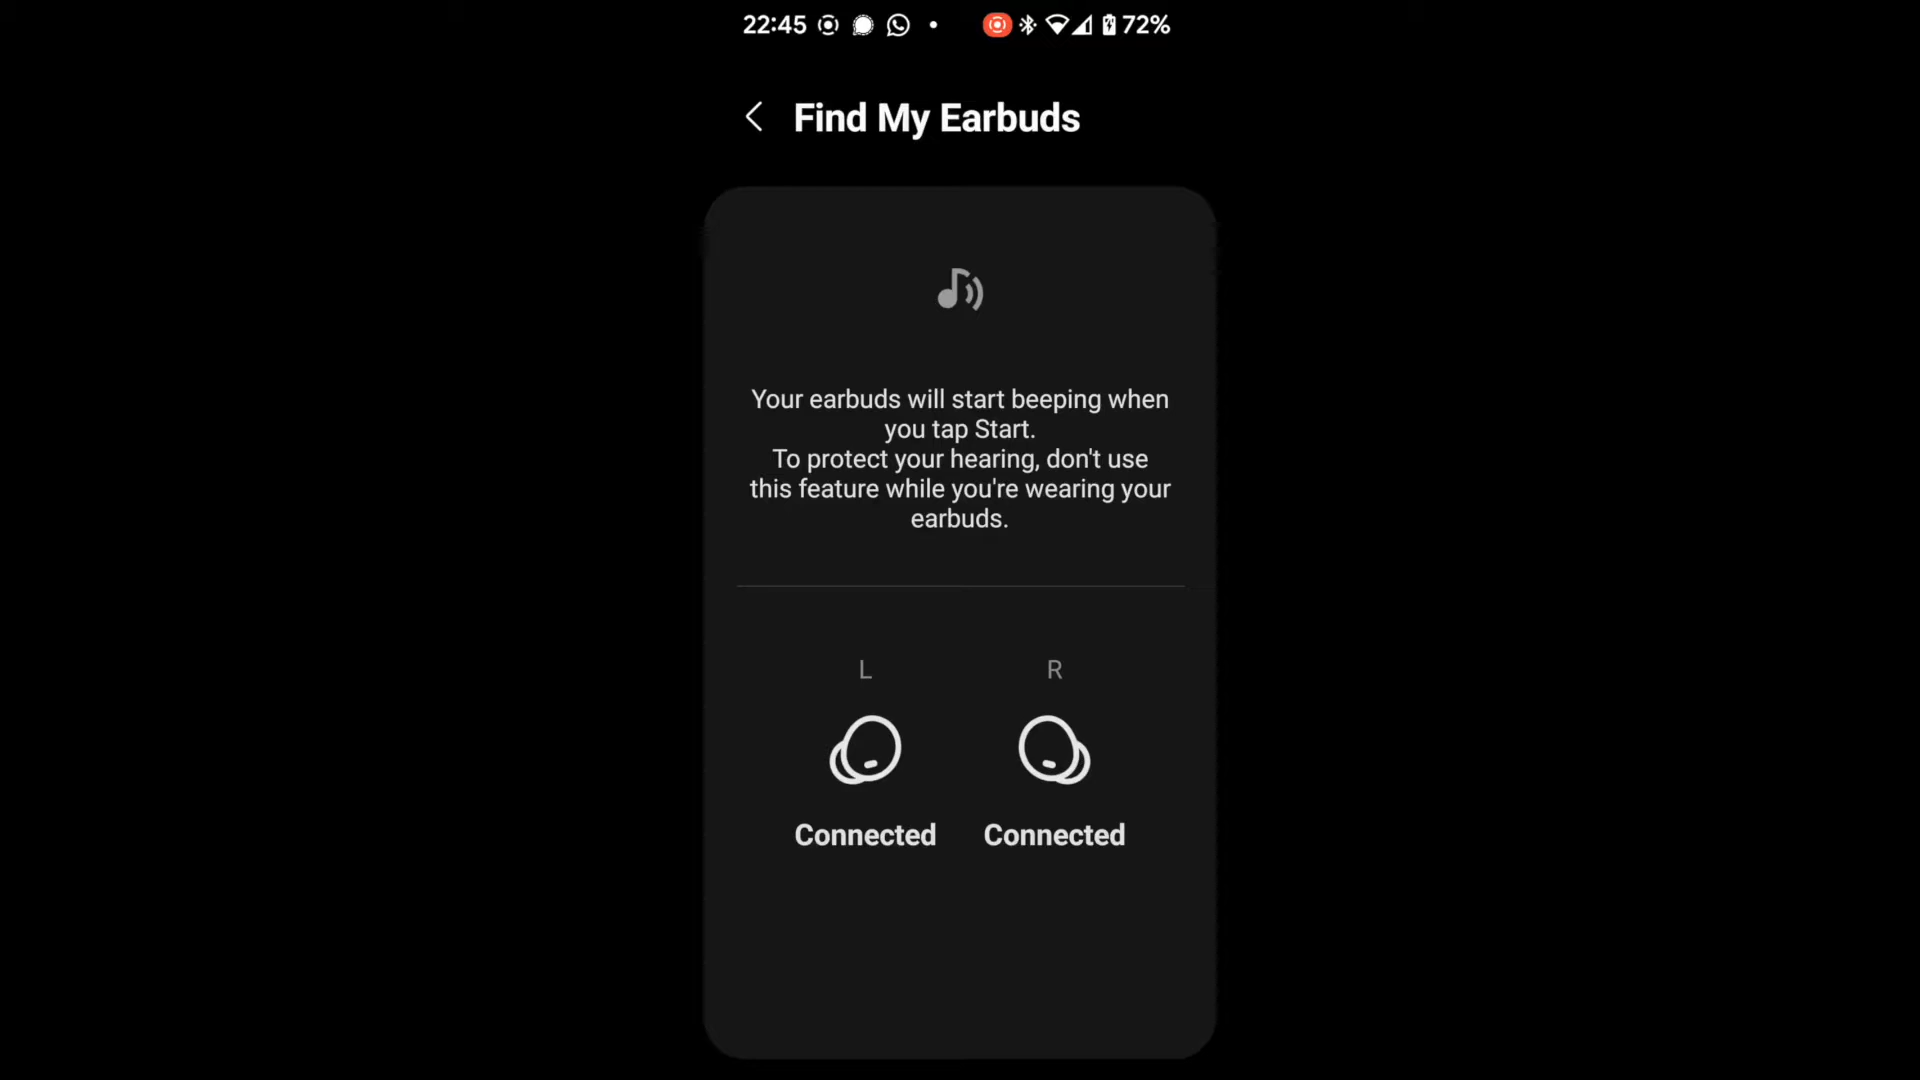 22:45 72%
Find My Earbuds
Your earbuds will start beeping when
you tap Start.
To protect your hearing, don't use
this feature while you're wearing your
earbuds.
L R
Connected Connected